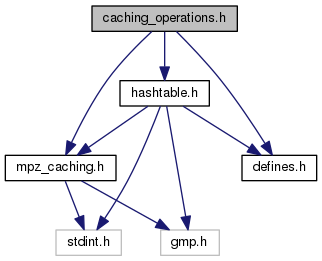 caching_operations.h
hashtable.h
mpz_caching.h
defines.h
stdint.h
gmp.h